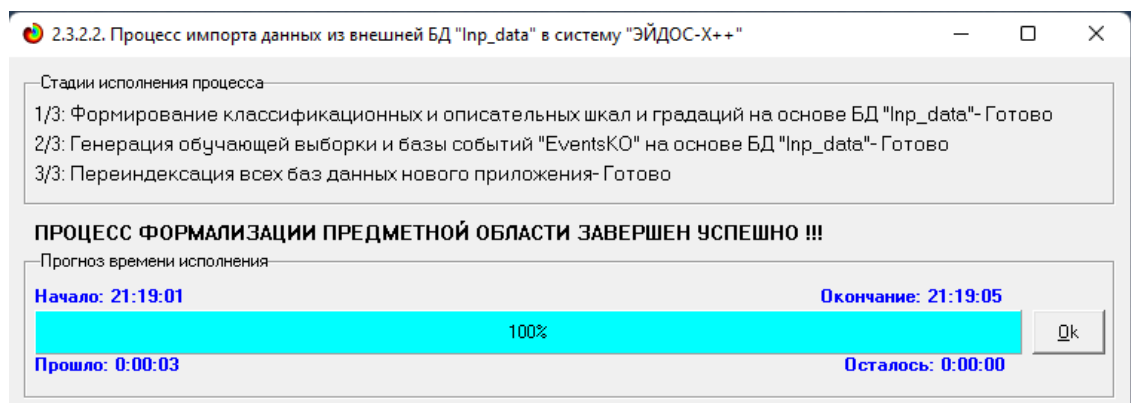 2.3.2.2. Процесс импорта данных из внешней БД "Inp_data" в систему "ЭЙДОС-X++"
Стадии исполнения процесса
1/3: Формирование классификационных и описательных шкал и градаций на основе БД "Inp_data"- Готово
2/3: Генерация обучающей выборки и базы событий "EventsKO" на основе БД "Inp_data"- Готово
3/3: Переиндексация всех баз данных нового приложения- Готово
ПРОЦЕСС ФОРМАЛИЗАЦИИ ПРЕДМЕТНОЙ ОБЛАСТИ ЗАВЕРШЕН УСПЕШНО !!!
Прогноз времени исполнения
Начало: 21:19:01 Окончание: 21:19:05
100% Ok
Прошло: 0:00:03 Осталось: 0:00:00